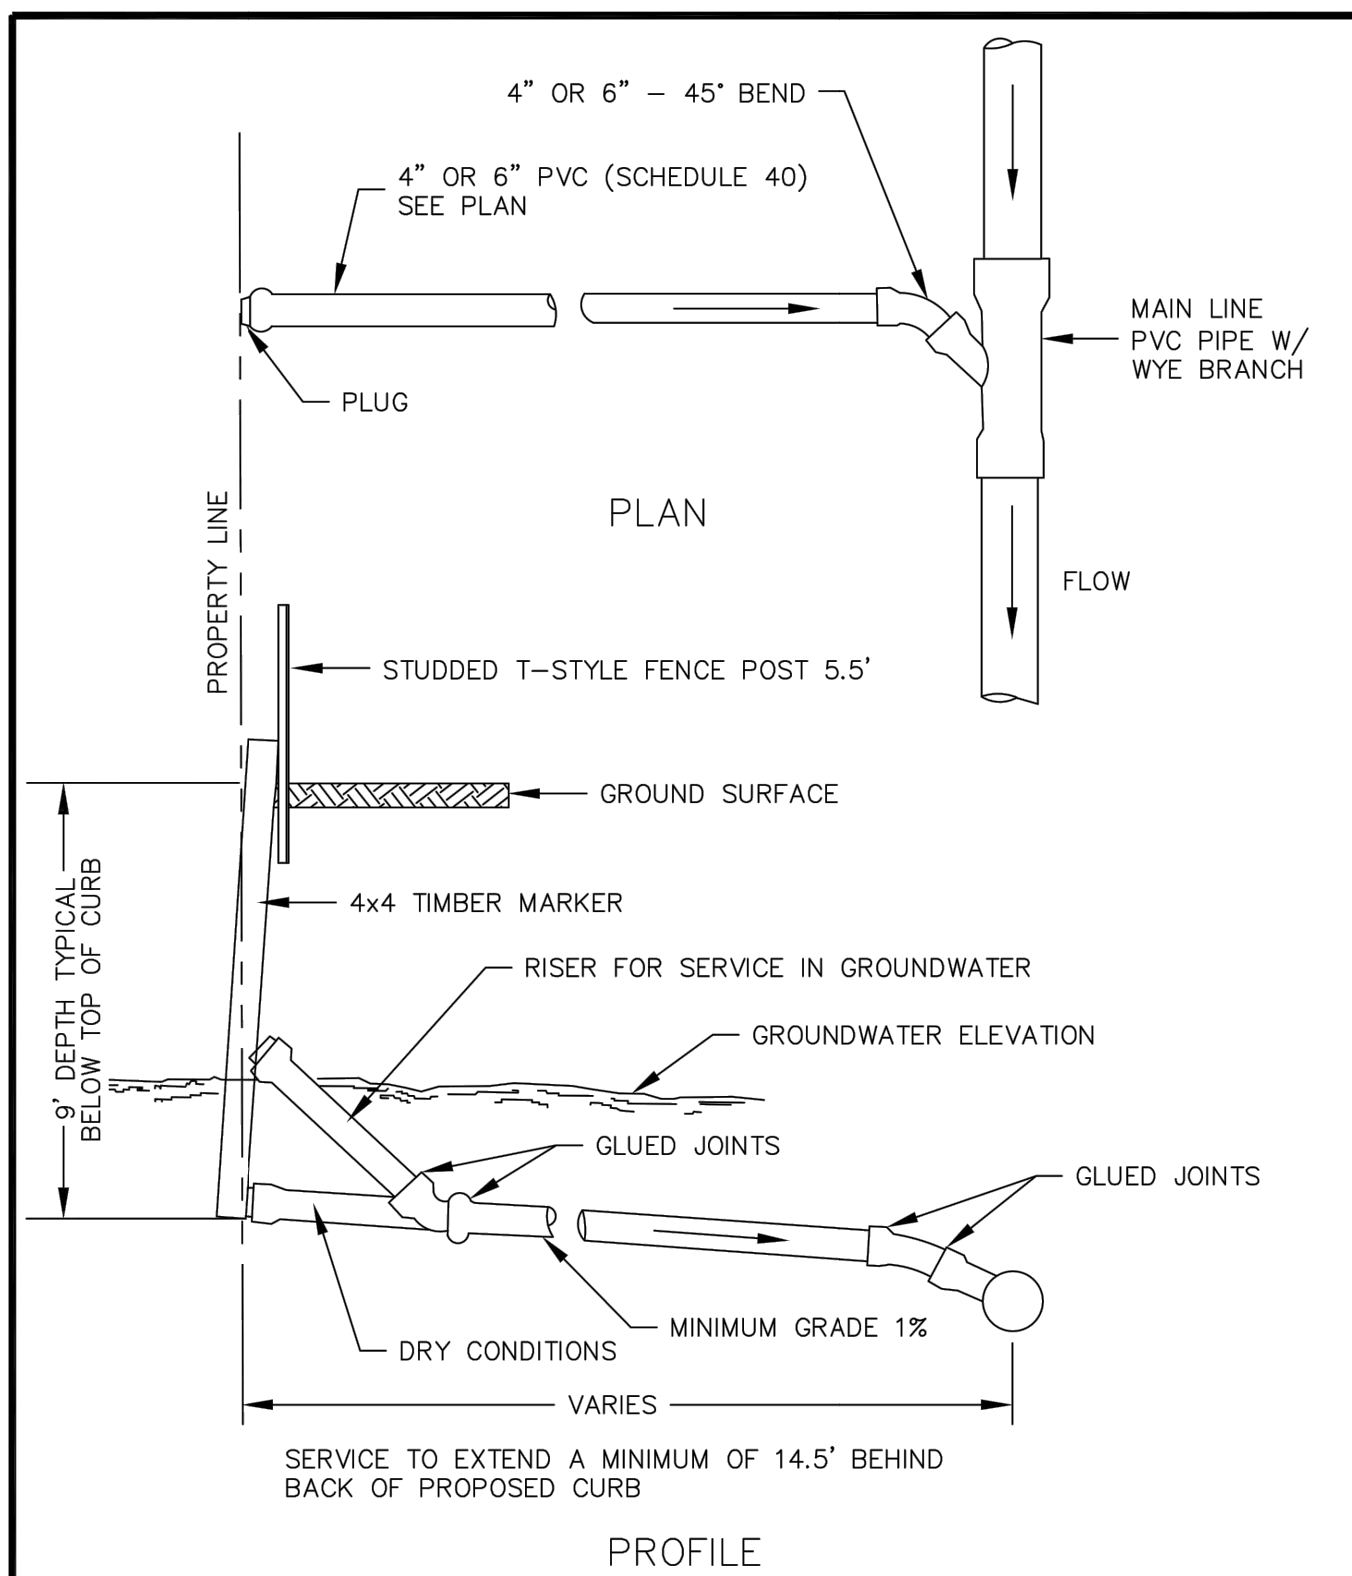 4” OR 6” – 45° BEND
4” OR 6” PVC (SCHEDULE 40)
SEE PLAN
MAIN LINE
PVC PIPE W/
WYE BRANCH
PLUG
PLAN
PROPERTY LINE
FLOW
STUDDED T–STYLE FENCE POST 5.5’
GROUND SURFACE
9’ DEPTH TYPICAL
BELOW TOP OF CURB
4x4 TIMBER MARKER
RISER FOR SERVICE IN GROUNDWATER
GROUNDWATER ELEVATION
GLUED JOINTS
GLUED JOINTS
MINIMUM GRADE 1%
DRY CONDITIONS
VARIES
SERVICE TO EXTEND A MINIMUM OF 14.5’ BEHIND
BACK OF PROPOSED CURB
PROFILE